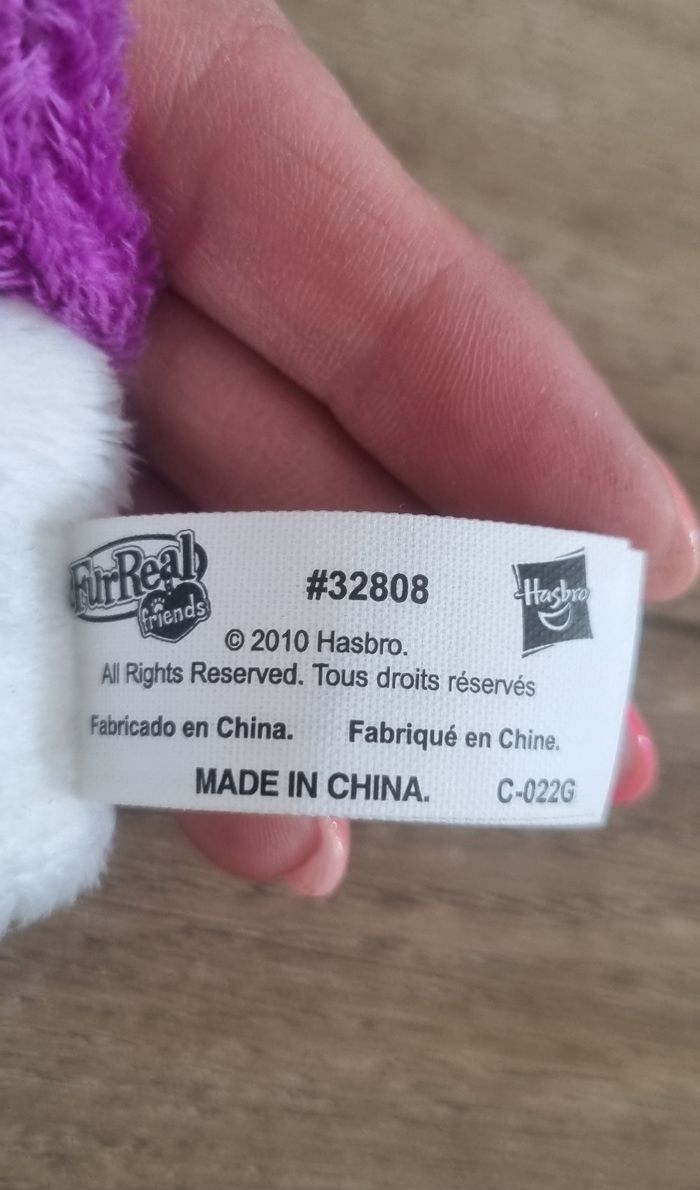 FurReal
friends
#32808
Hasbro
© 2010 Hasbro.
All Rights Reserved. Tous droits réservés
Fabricado en China. Fabriqué en Chine.
MADE IN CHINA. C-022G